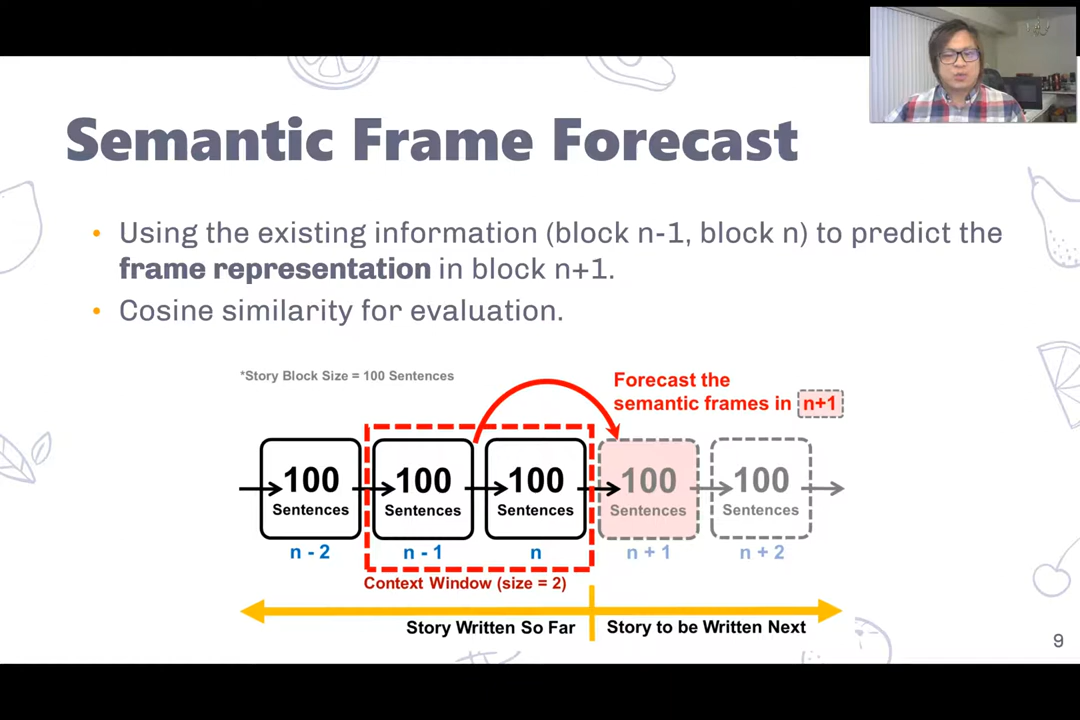 Semantic Frame Forecast
• Using the existing information (block n-1, block n) to predict the
frame representation in block n+1.
• Cosine similarity for evaluation.
*Story Block Size = 100 Sentences
Forecast the
semantic frames in n+1
100 100 100 100 100
Sentences Sentences Sentences Sentences Sentences
n - 2 n - 1 n n + 1 n + 2
Context Window (size = 2)
Story Written So Far Story to be Written Next
9